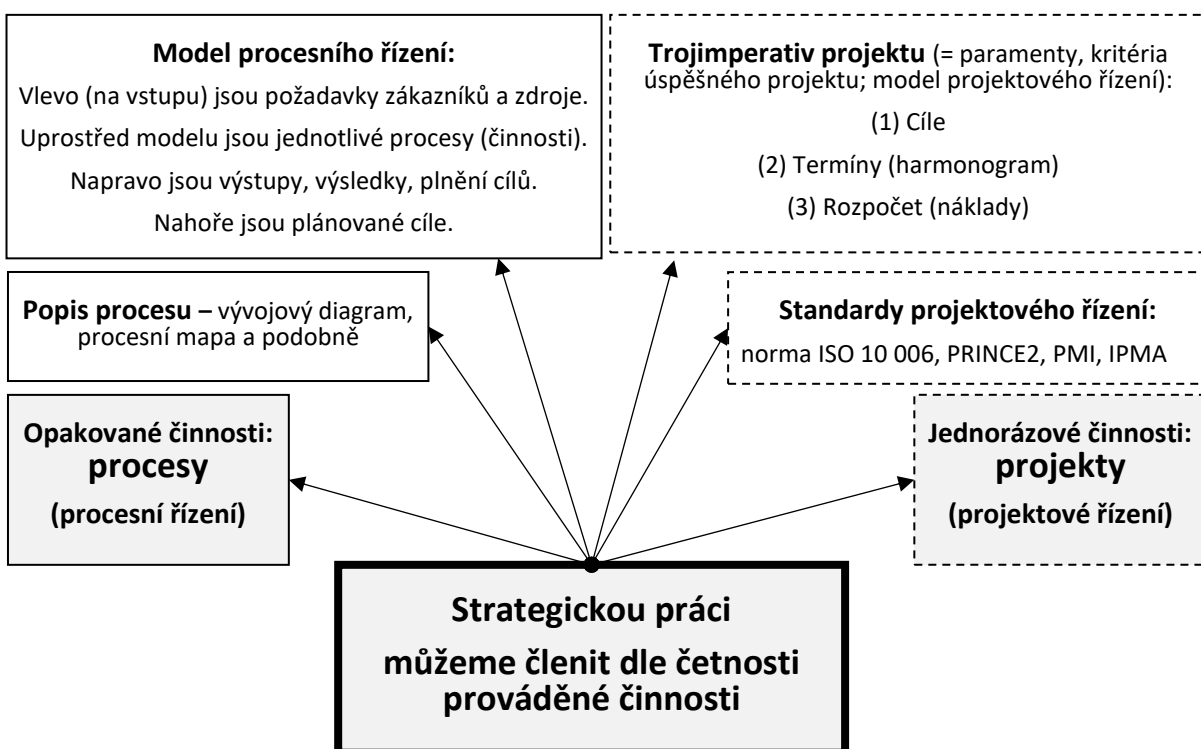 Model procesního řízení:
Vlevo (na vstupu) jsou požadavky zákazníků a zdroje.
Uprostřed modelu jsou jednotlivé procesy (činnosti).
Napravo jsou výstupy, výsledky, plnění cílů.
Nahoře jsou plánované cíle.
Trojimperativ projektu (= paramenty, kritéria
úspěšného projektu; model projektového řízení):
(1) Cíle
(2) Termíny (harmonogram)
(3) Rozpočet (náklady)
Popis procesu – vývojový diagram,
procesní mapa a podobně
Standardy projektového řízení:
norma ISO 10 006, PRINCE2, PMI, IPMA
Opakované činnosti:
procesy
(procesní řízení)
Jednorázové činnosti:
projekty
(projektové řízení)
Strategickou práci
můžeme členit dle četnosti
prováděné činnosti